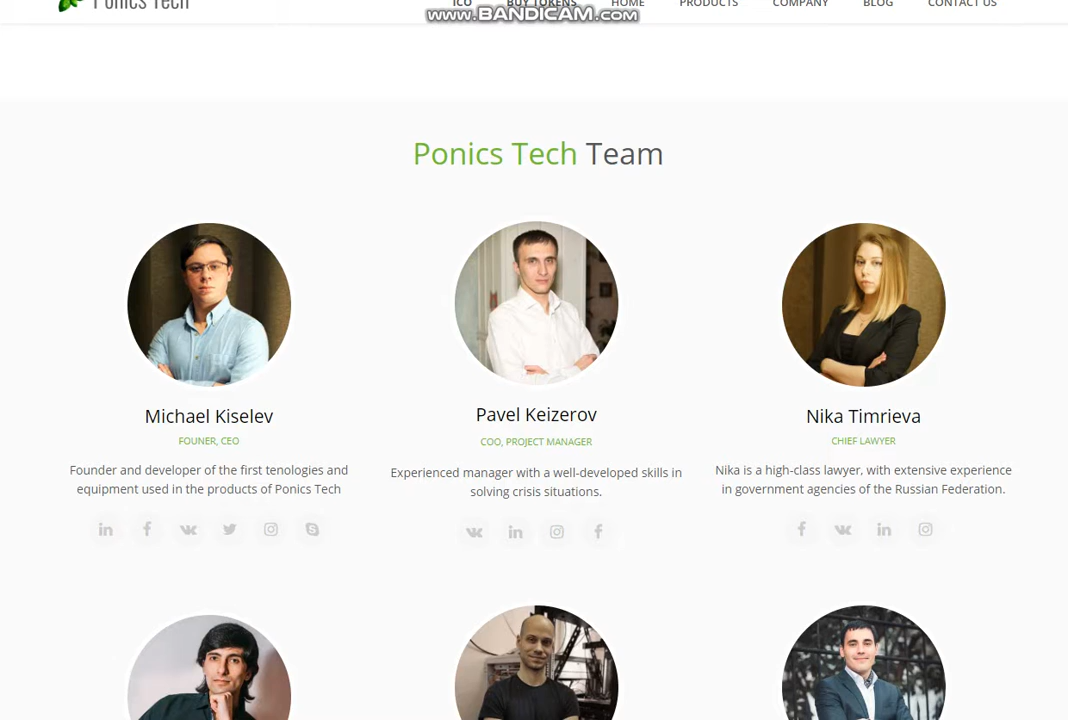 Ponics Tech
ICO BUY TOKENS HOME PRODUCTS COMPANY BLOG CONTACT US
www.BANDICAM.com
Ponics Tech Team
Michael Kiselev
FOUNER, CEO
Founder and developer of the first tenologies and
equipment used in the products of Ponics Tech
Pavel Keizerov
COO, PROJECT MANAGER
Experienced manager with a well-developed skills in
solving crisis situations.
Nika Timrieva
CHIEF LAWYER
Nika is a high-class lawyer, with extensive experience
in government agencies of the Russian Federation.